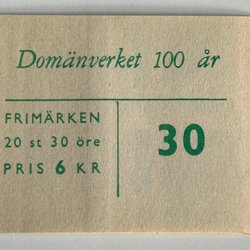 Domänverket 100 år
FRIMÄRKEN
20 st 30 öre
PRIS 6 KR
30